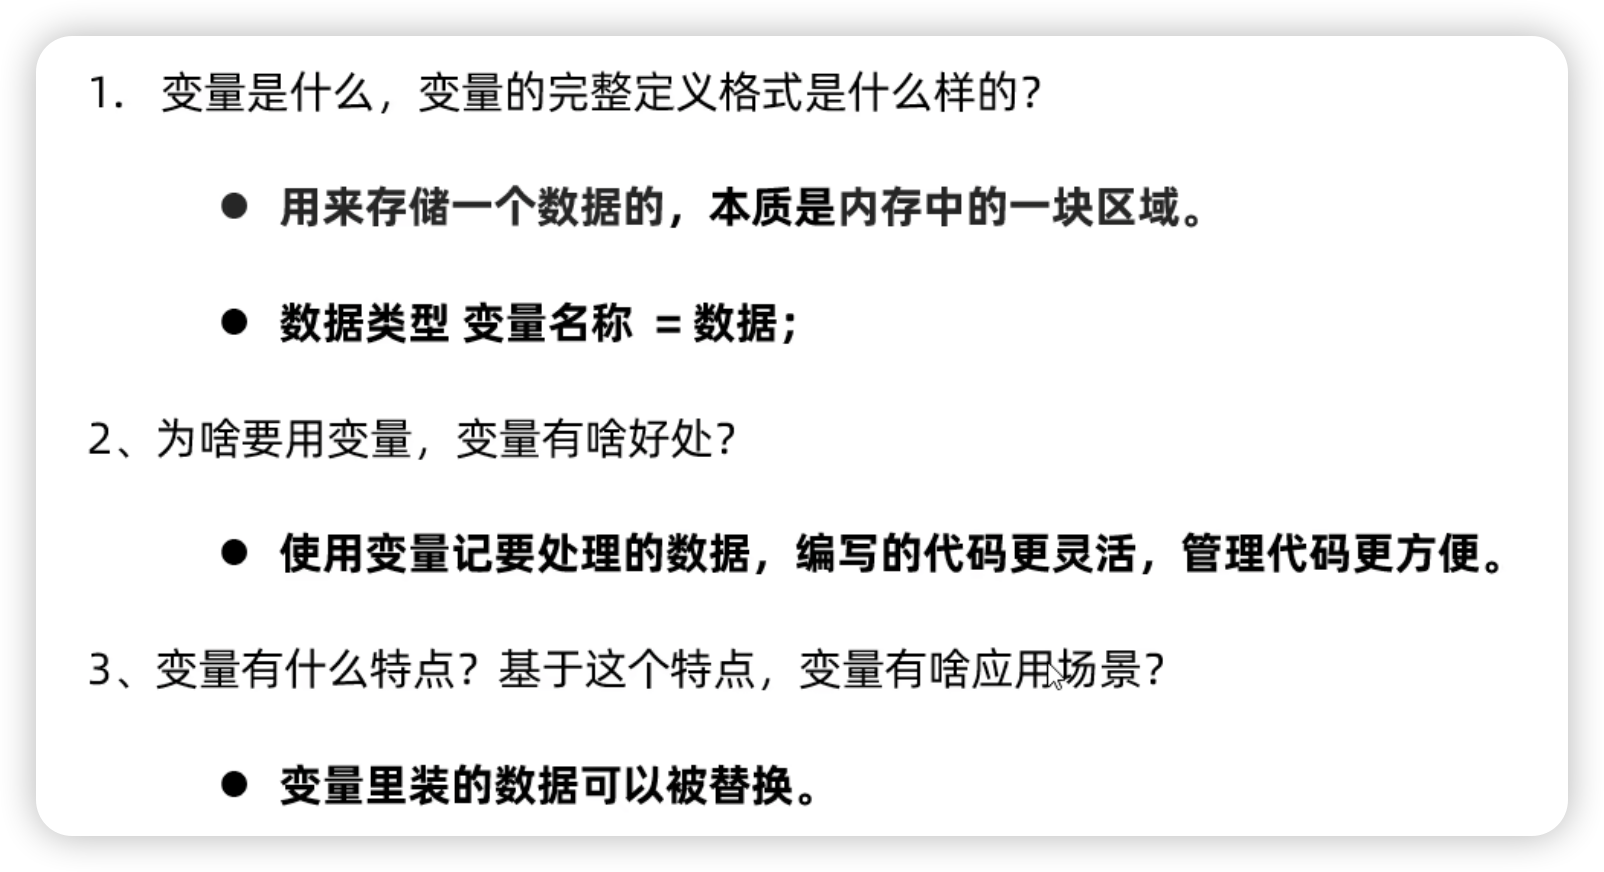 1. 变量是什么，变量的完整定义格式是什么样的？
● 用来存储一个数据的，本质是内存中的一块区域。
● 数据类型 变量名称 = 数据；
2、为啥要用变量，变量有啥好处？
● 使用变量记要处理的数据，编写的代码更灵活，管理代码更方便。
3、变量有什么特点？基于这个特点，变量有啥应用场景？
● 变量里装的数据可以被替换。